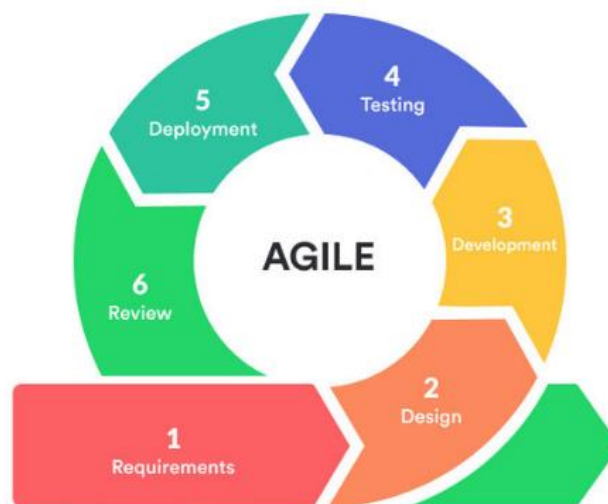 AGILE
1
Requirements
2
Design
3
Development
4
Testing
5
Deployment
6
Review